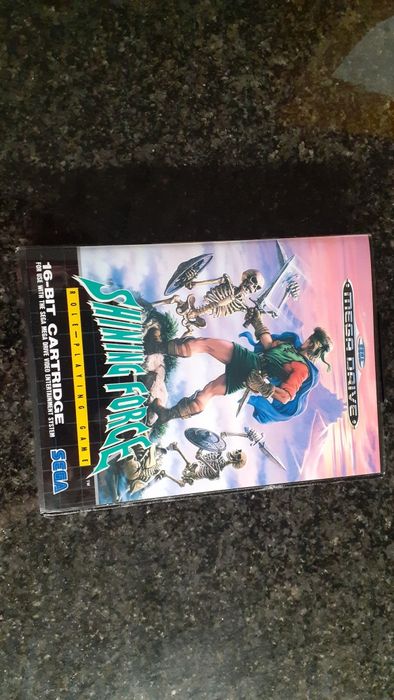 SEGA
MEGA DRIVE
SHINING FORCE
TM
ROLE-PLAYING GAME
16-BIT CARTRIDGE
FOR USE WITH THE SEGA MEGA DRIVE VIDEO ENTERTAINMENT SYSTEM
SEGA